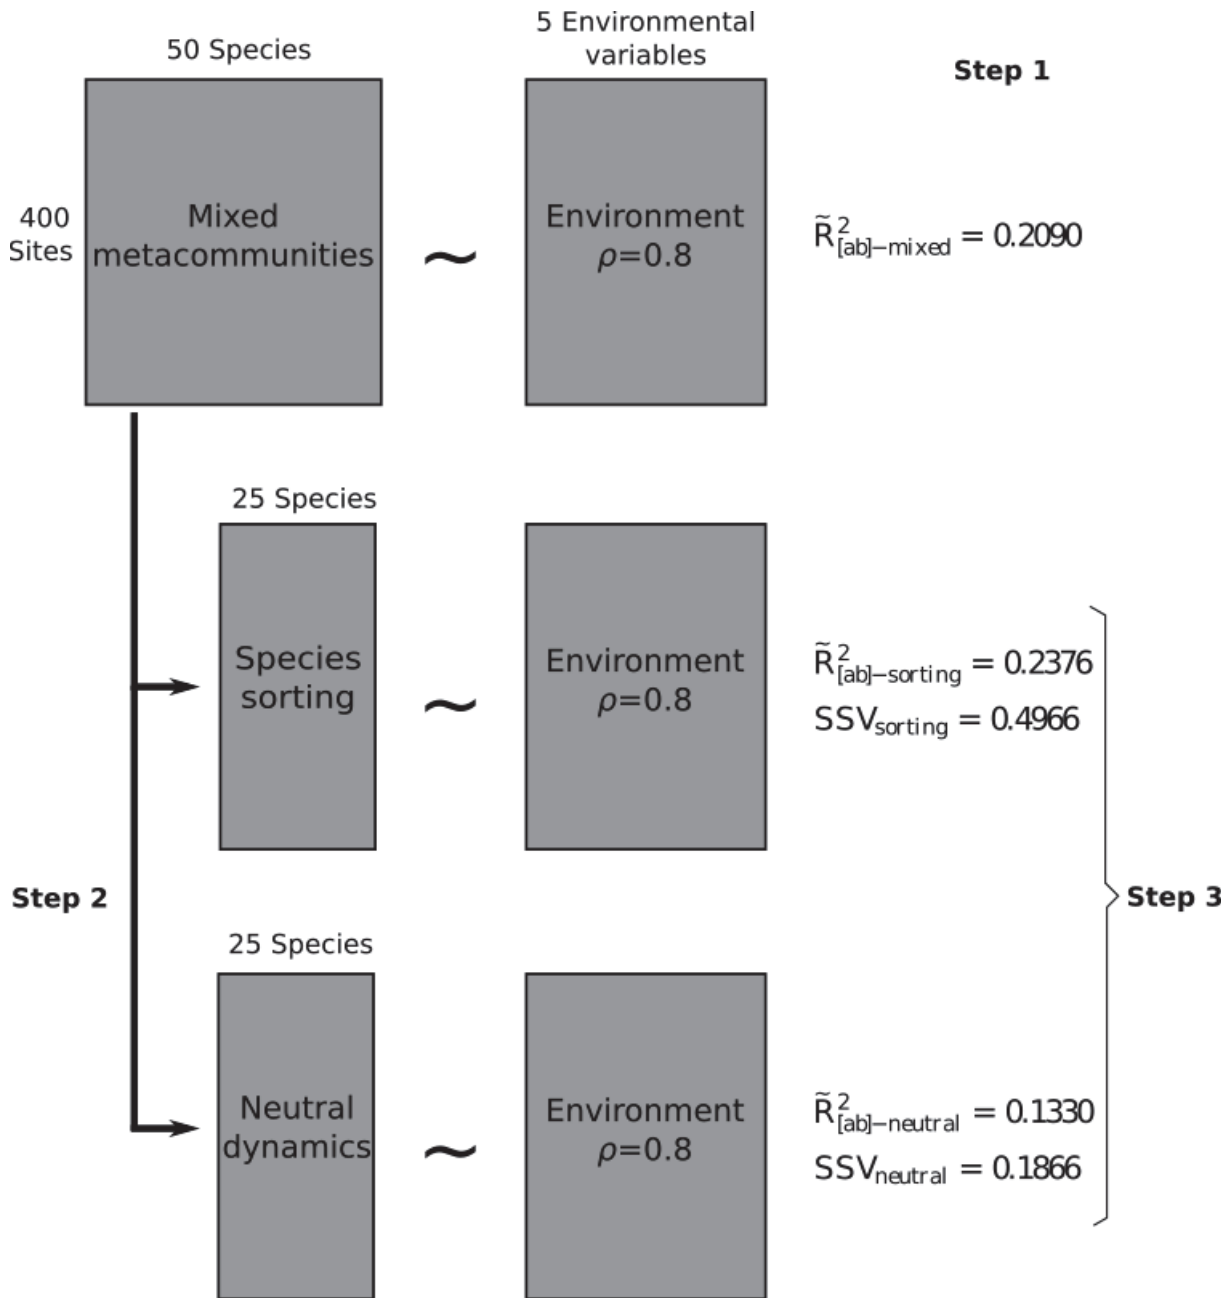 50 Species
5 Environmental
variables
Step 1
400
Sites
Mixed
metacommunities
~
Environment
ρ=0.8
R̃²[ab]−mixed = 0.2090
25 Species
Species
sorting
~
Environment
ρ=0.8
R̃²[ab]−sorting = 0.2376
SSVsorting = 0.4966
Step 2
Step 3
25 Species
Neutral
dynamics
~
Environment
ρ=0.8
R̃²[ab]−neutral = 0.1330
SSVneutral = 0.1866